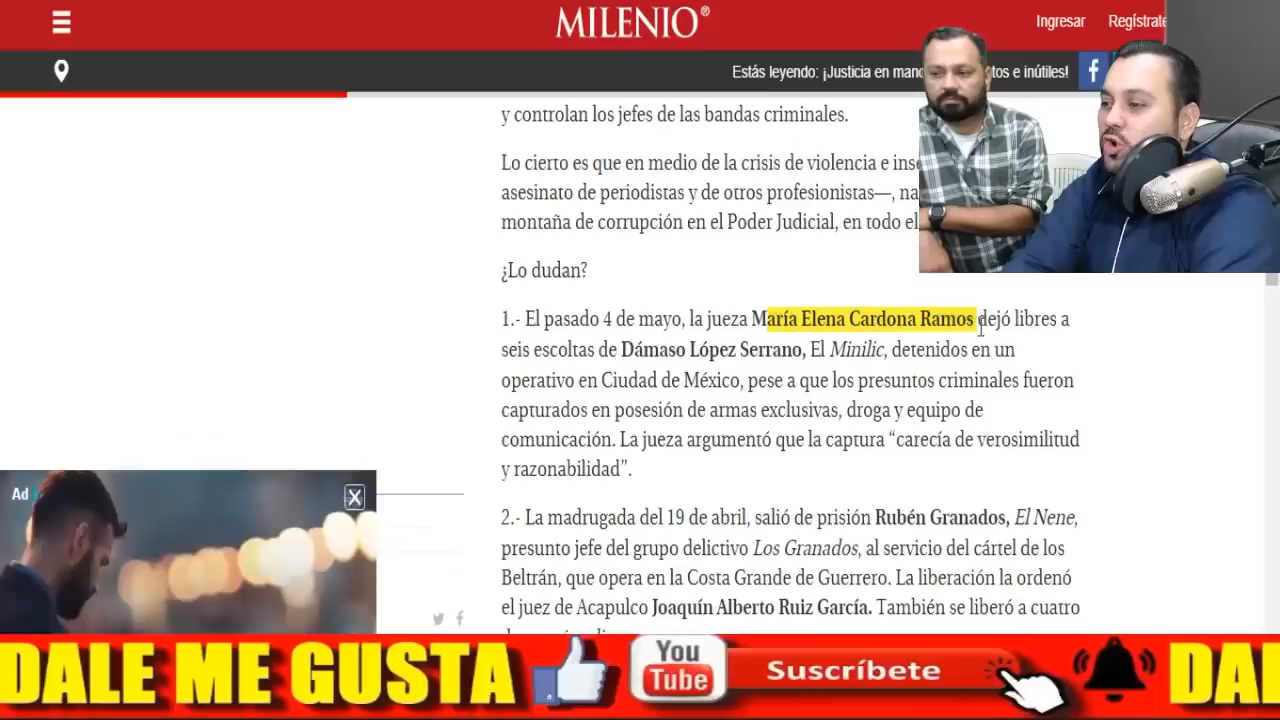 MILENIO®
Ingresar
Regístrate
Estás leyendo: ¡Justicia en tos e inútiles!
y controlan los jefes de las bandas criminales.
Lo cierto es que en medio de la crisis de violencia e
asesinato de periodistas y de otros profesionistas—,
montaña de corrupción en el Poder Judicial, en todo el
¿Lo dudan?
1.- El pasado 4 de mayo, la jueza María Elena Cardona Ramos dejó libres a
seis escoltas de Dámaso López Serrano, El Minilic, detenidos en un
operativo en Ciudad de México, pese a que los presuntos criminales fueron
capturados en posesión de armas exclusivas, droga y equipo de
comunicación. La jueza argumentó que la captura “carecía de verosimilitud
y razonabilidad”.
Ad
2.- La madrugada del 19 de abril, salió de prisión Rubén Granados, El Nene,
presunto jefe del grupo delictivo Los Granados, al servicio del cártel de los
Beltrán, que opera en la Costa Grande de Guerrero. La liberación la ordenó
el juez de Acapulco Joaquín Alberto Ruiz García. También se liberó a cuatro
DALE ME GUSTA
You
Tube
Suscríbete
DAL